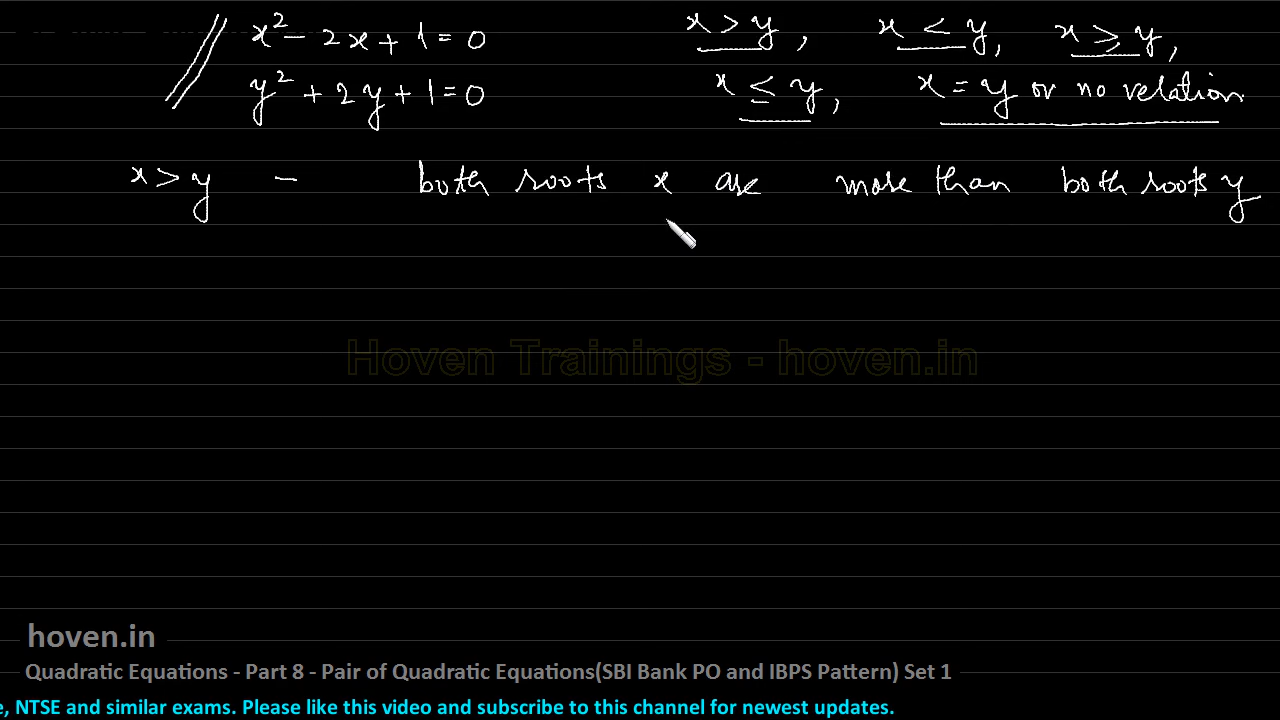 x² - 2x + 1 = 0 x > y, x < y, x ≥ y,
y² + 2y + 1 = 0 x ≤ y, x = y or no relation
x > y - both roots x are more than both roots y
Hoven Trainings - hoven.in
hoven.in
Quadratic Equations - Part 8 - Pair of Quadratic Equations(SBI Bank PO and IBPS Pattern) Set 1
, NTSE and similar exams. Please like this video and subscribe to this channel for newest updates.